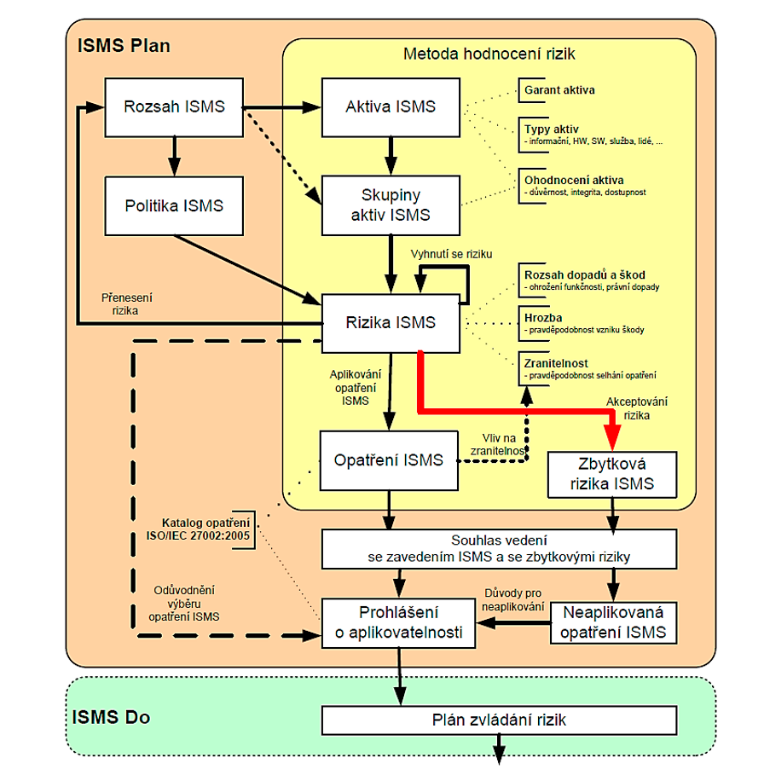 ISMS Plan
Metoda hodnocení rizik
Rozsah ISMS
Aktiva ISMS
Garant aktiva
Typy aktiv
- informační, HW, SW, služba, lidé, ...
Politika ISMS
Skupiny
aktiv ISMS
Ohodnocení aktiva
- důvěrnost, integrita, dostupnost
Vyhnutí se riziku
Přenesení
rizika
Rizika ISMS
Rozsah dopadů a škod
- ohrožení funkčnosti, právní dopady
Hrozba
- pravděpodobnost vzniku škody
Zranitelnost
- pravděpodobnost selhání opatření
Aplikování
opatření
ISMS
Akceptování
rizika
Opatření ISMS
Vliv na
zranitelnost
Zbytková
rizika ISMS
Katalog opatření
ISO/IEC 27002:2005
Souhlas vedení
se zavedením ISMS a se zbytkovými riziky
Odůvodnění
výběru
opatření ISMS
Prohlášení
o aplikovatelnosti
Důvody pro
neaplikování
Neaplikovaná
opatření ISMS
ISMS Do
Plán zvládání rizik